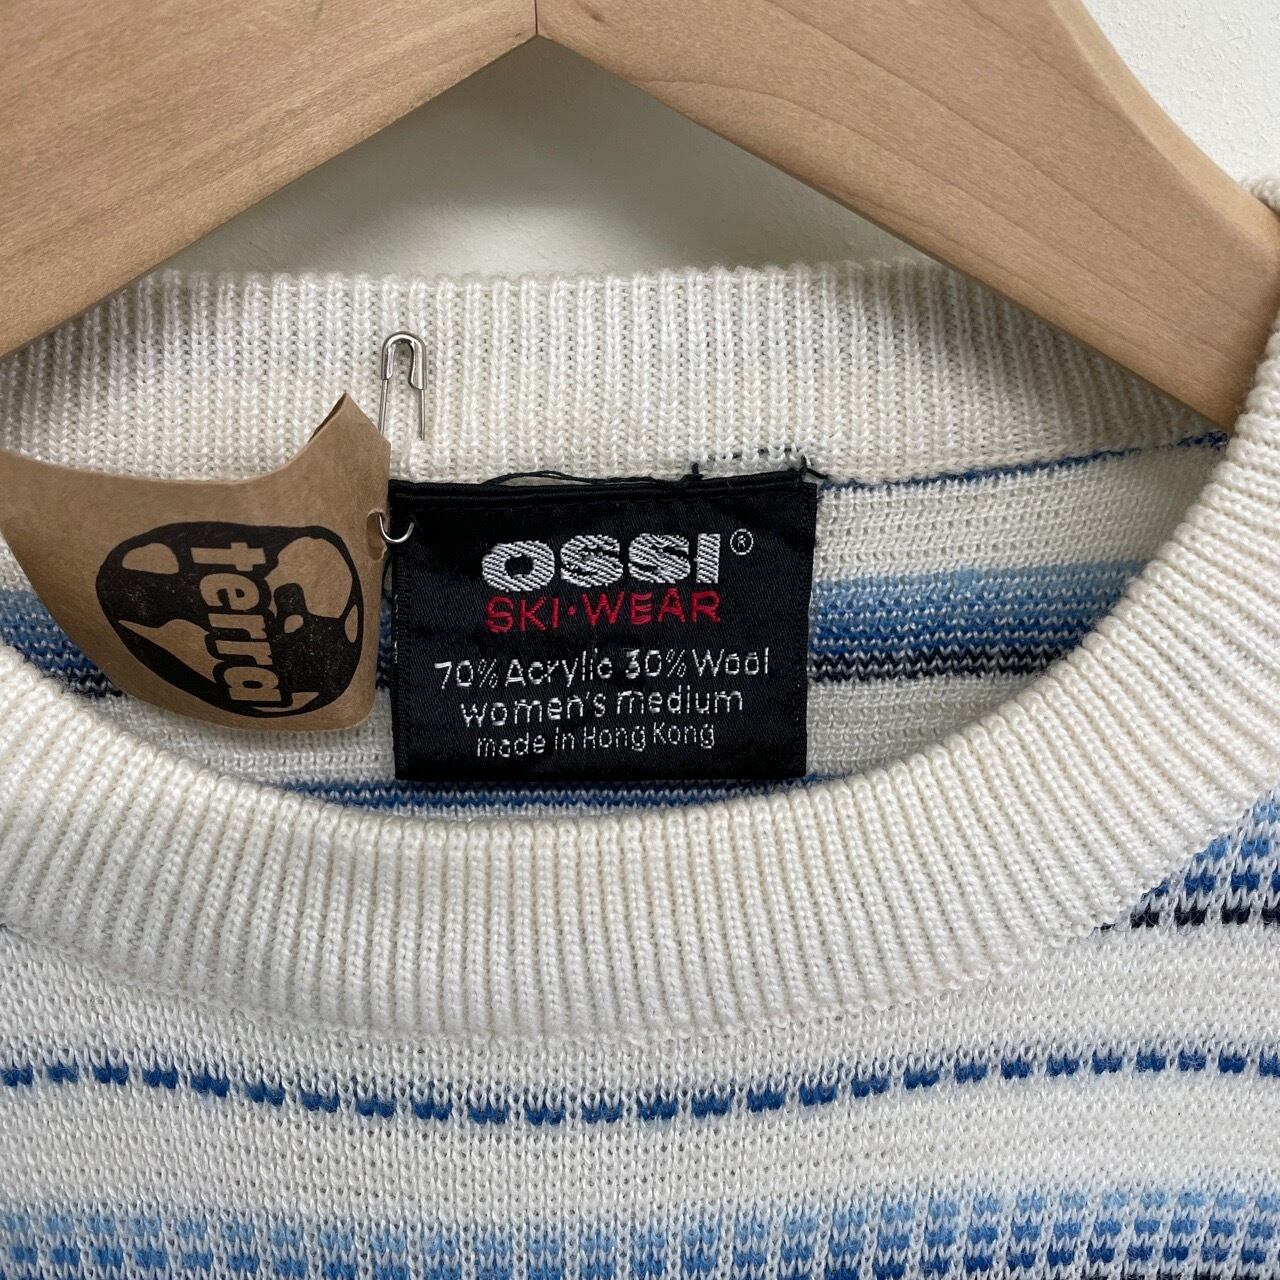 terra
OSSI®
SKI·WEAR
70% Acrylic 30% Wool
women's medium
made in Hong Kong